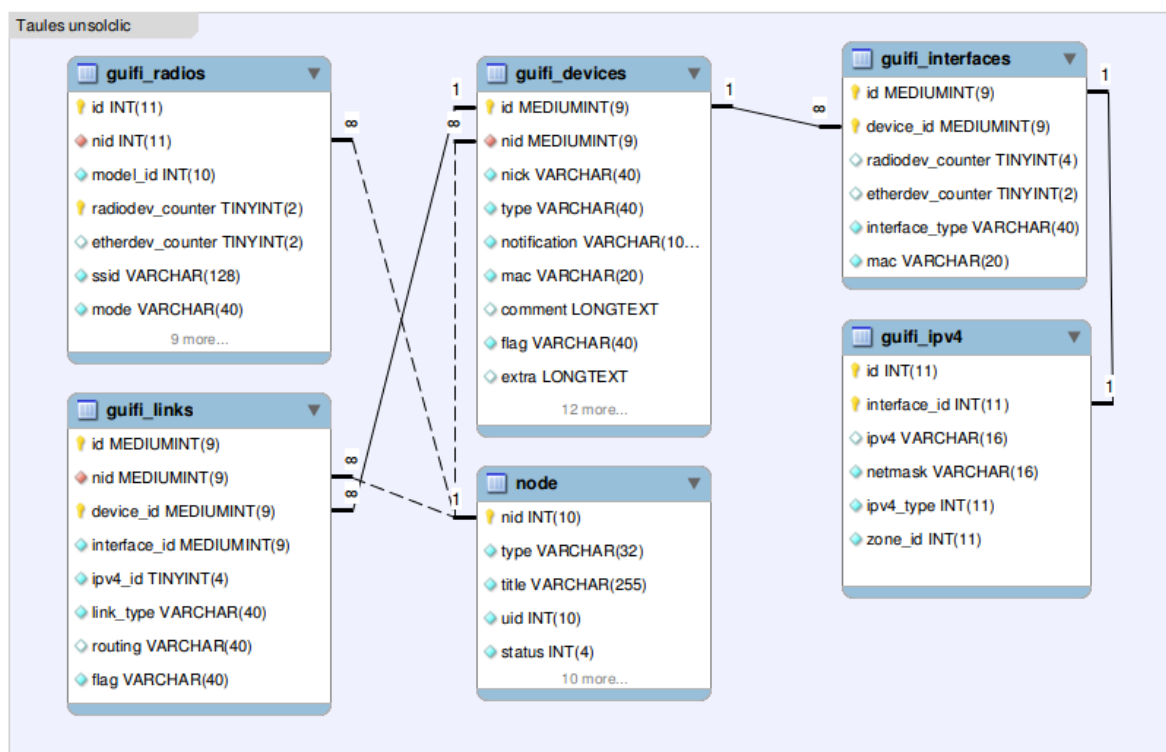 Taules unsolclic
guifi_radios
id INT(11)
nid INT(11)
model_id INT(10)
radiodev_counter TINYINT(2)
etherdev_counter TINYINT(2)
ssid VARCHAR(128)
mode VARCHAR(40)
9 more...
guifi_links
id MEDIUMINT(9)
nid MEDIUMINT(9)
device_id MEDIUMINT(9)
interface_id MEDIUMINT(9)
ipv4_id TINYINT(4)
link_type VARCHAR(40)
routing VARCHAR(40)
flag VARCHAR(40)
∞
∞
∞
1
∞
1
guifi_devices
id MEDIUMINT(9)
nid MEDIUMINT(9)
nick VARCHAR(40)
type VARCHAR(40)
notification VARCHAR(10...
mac VARCHAR(20)
comment LONGTEXT
flag VARCHAR(40)
extra LONGTEXT
12 more...
node
nid INT(10)
type VARCHAR(32)
title VARCHAR(255)
uid INT(10)
status INT(4)
10 more...
1
∞
guifi_interfaces
id MEDIUMINT(9)
device_id MEDIUMINT(9)
radiodev_counter TINYINT(4)
etherdev_counter TINYINT(2)
interface_type VARCHAR(40)
mac VARCHAR(20)
guifi_ipv4
id INT(11)
interface_id INT(11)
ipv4 VARCHAR(16)
netmask VARCHAR(16)
ipv4_type INT(11)
zone_id INT(11)
1
1